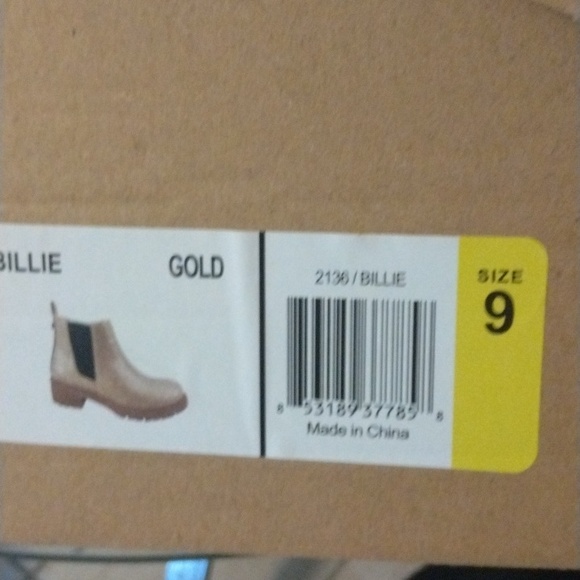 BILLIE GOLD
2136 / BILLIE
8 53189 37785 8
Made in China
SIZE
9